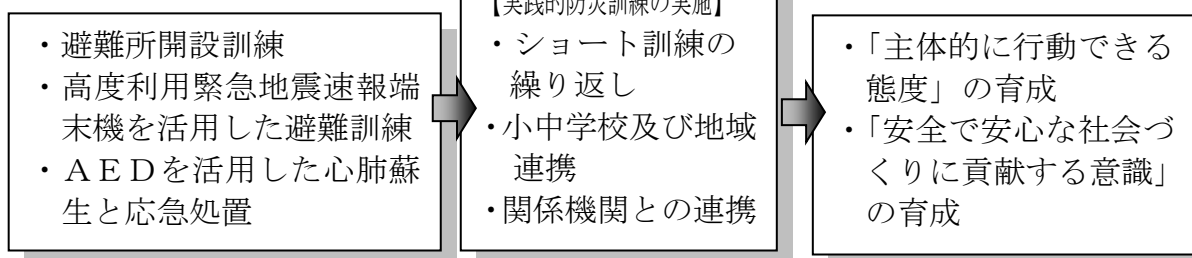 ・避難所開設訓練
・高度利用緊急地震速報端
末機を活用した避難訓練
・ＡＥＤを活用した心肺蘇
生と応急処置
【実践的防災訓練の実施】
・ショート訓練の
繰り返し
・小中学校及び地域
連携
・関係機関との連携
・「主体的に行動できる
態度」の育成
・「安全で安心な社会づ
くりに貢献する意識」
の育成